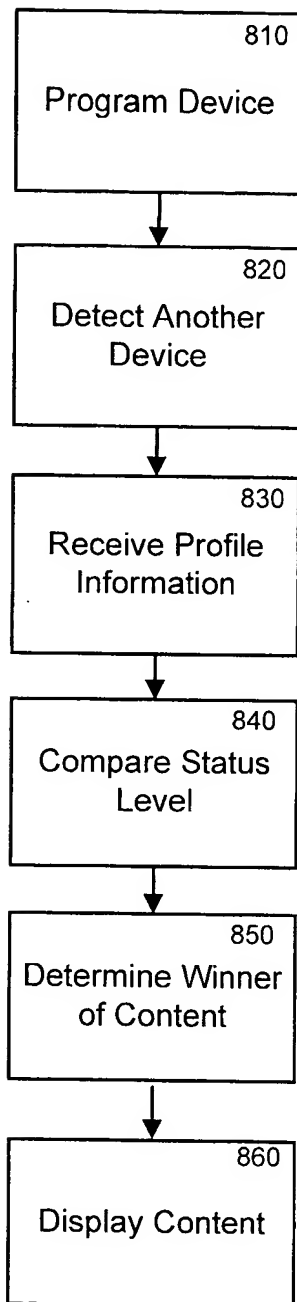 810
Program Device
820
Detect Another
Device
830
Receive Profile
Information
840
Compare Status
Level
850
Determine Winner
of Content
860
Display Content